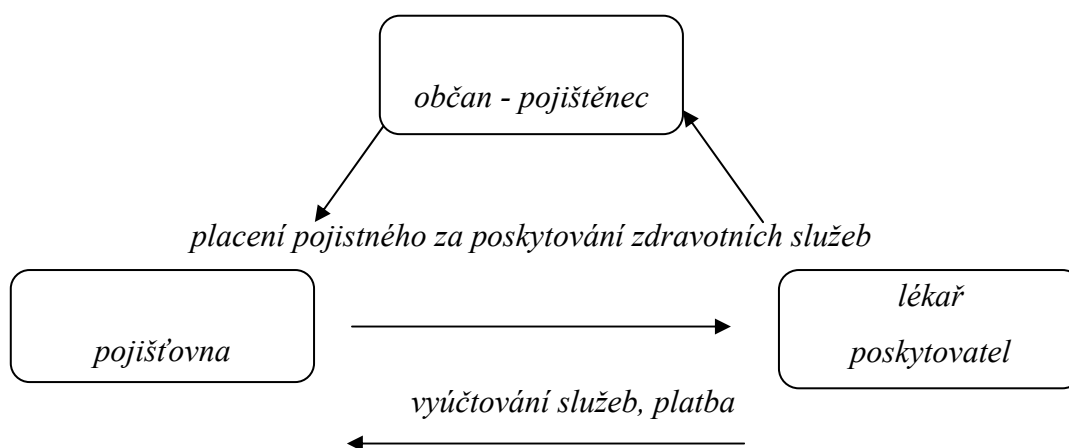 občan - pojištěnec
placení pojistného za poskytování zdravotních služeb
pojišťovna
lékař
poskytovatel
vyúčtování služeb, platba